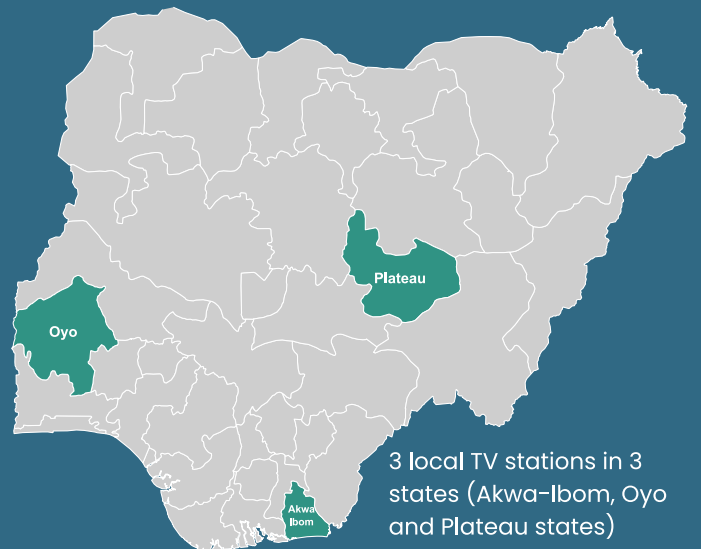 Plateau
Oyo
Akwa
Ibom
3 local TV stations in 3
states (Akwa-Ibom, Oyo
and Plateau states)